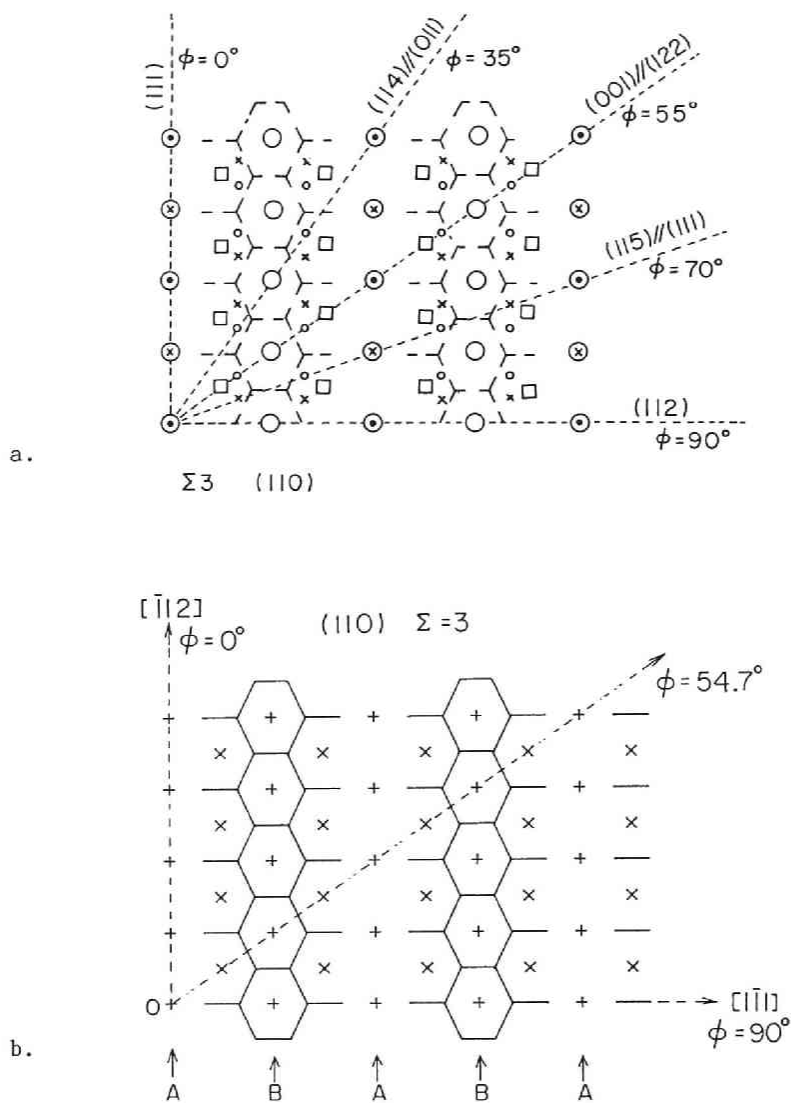 (111)
ϕ=0°
(114)//(011)
ϕ=35°
(001)//(122)
ϕ=55°
(115)//(111)
ϕ=70°
(112)
ϕ=90°
a.
Σ3 (110)
[1̄12]
ϕ=0°
(110) Σ=3
ϕ=54.7°
O
[11̄1]
ϕ=90°
b.
A B A B A